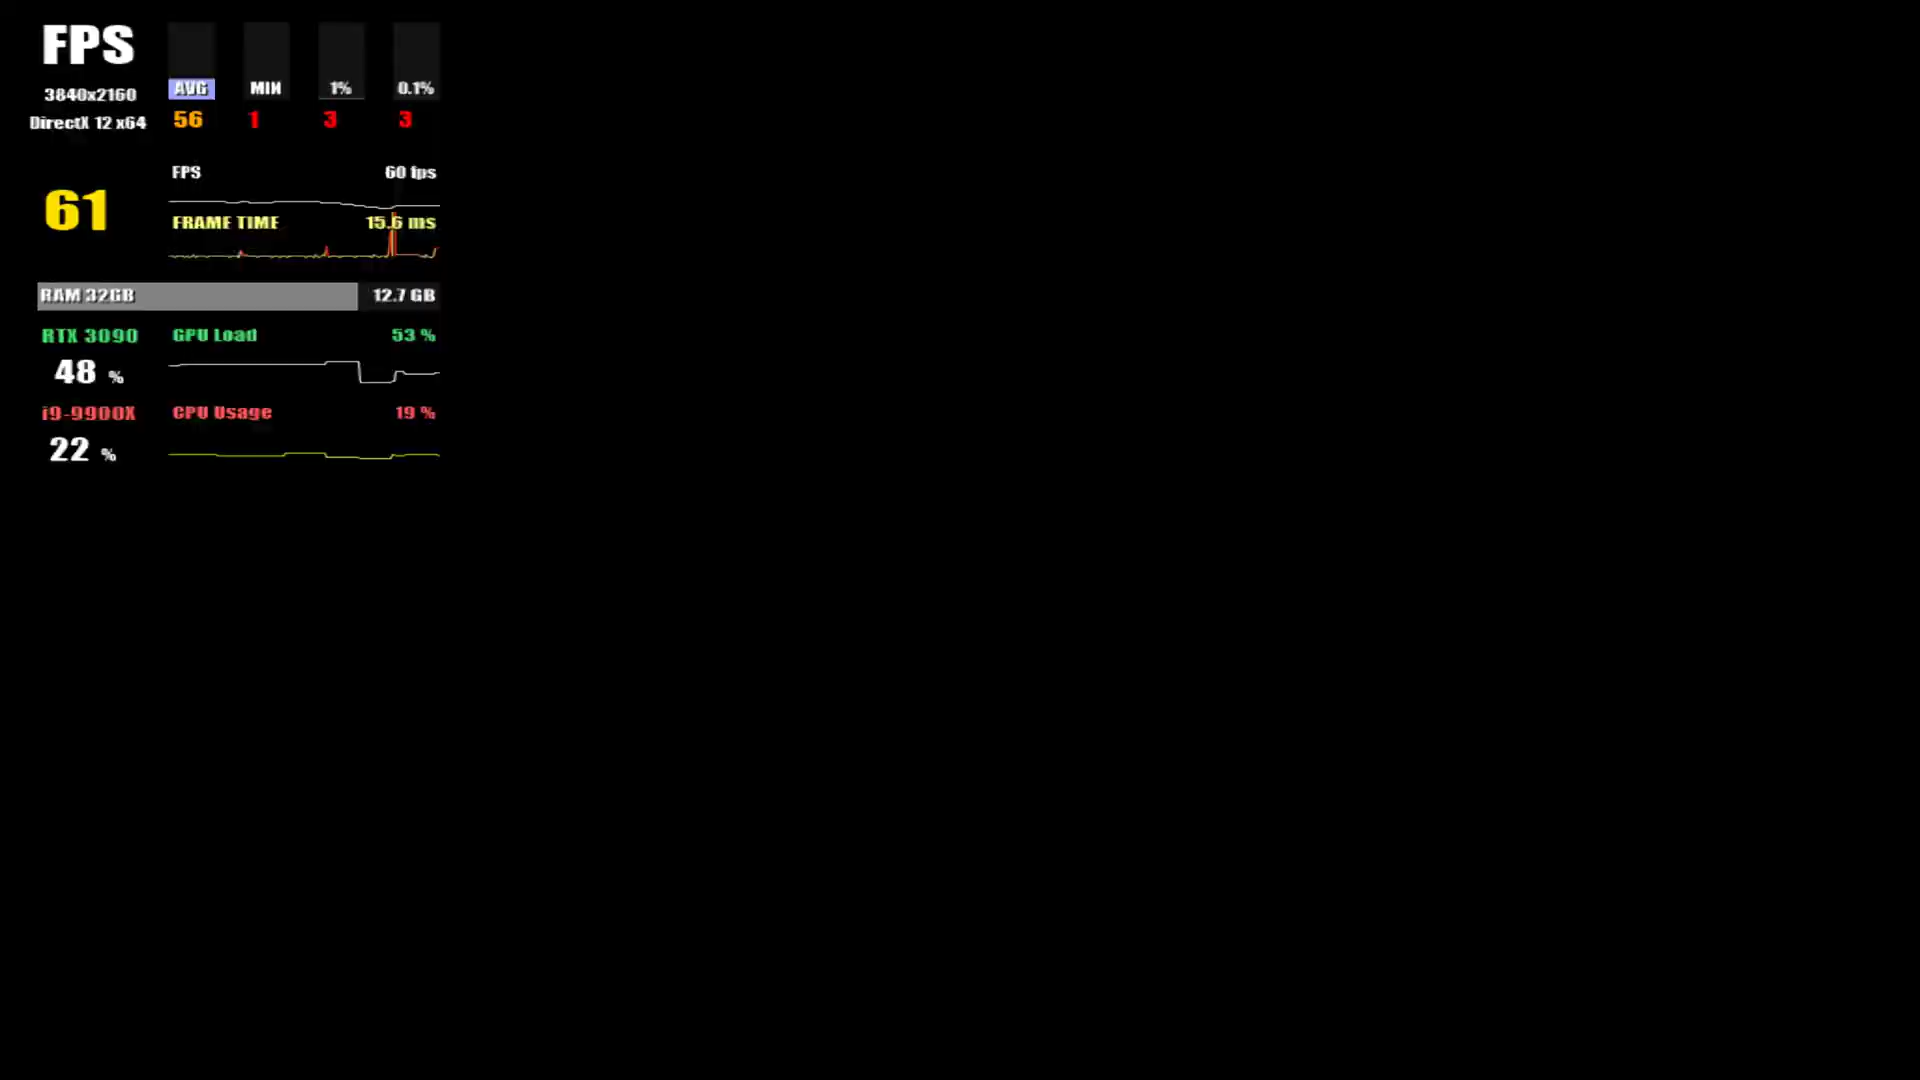 FPS
3840x2160
DirectX 12 x64
AVG MIN 1% 0.1%
56 1 3 3
61
FPS 60 fps
FRAME TIME 15.6 ms
RAM 32GB 12.7 GB
RTX 3090 GPU Load 53 %
48 %
i9-9900X CPU Usage 19 %
22 %